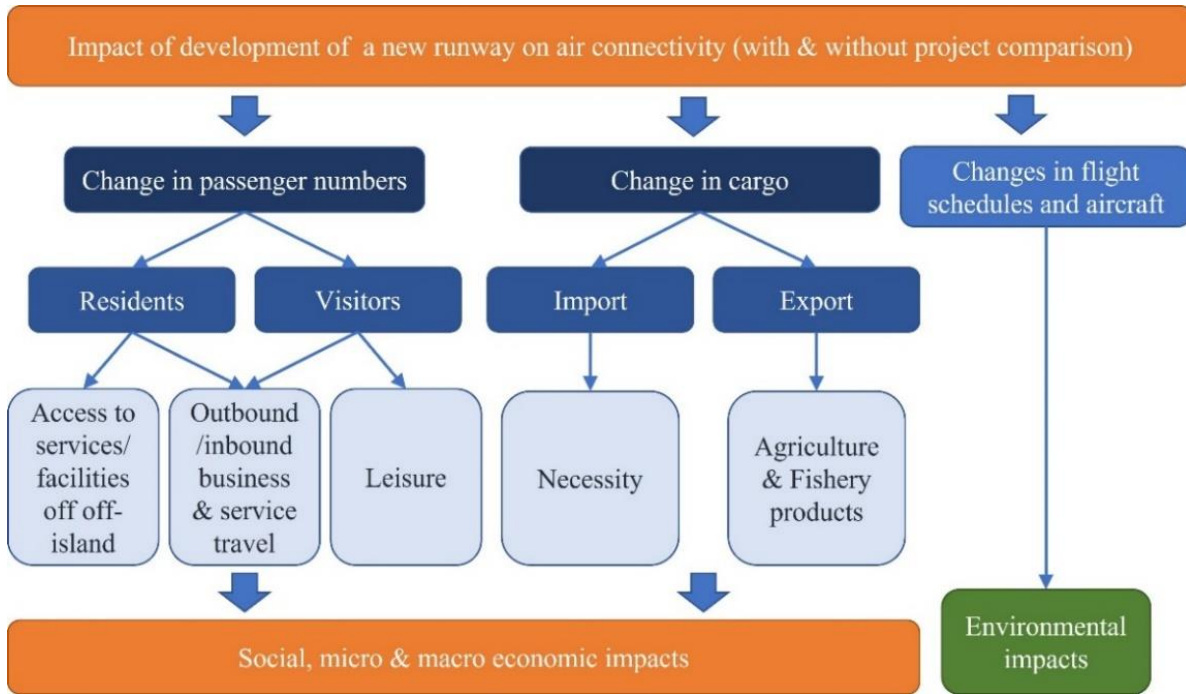 Impact of development of a new runway on air connectivity (with & without project comparison)
Change in passenger numbers
Change in cargo
Changes in flight
schedules and aircraft
Residents
Visitors
Import
Export
Access to
services/
facilities
off off-
island
Outbound
/inbound
business
& service
travel
Leisure
Necessity
Agriculture
& Fishery
products
Social, micro & macro economic impacts
Environmental
impacts